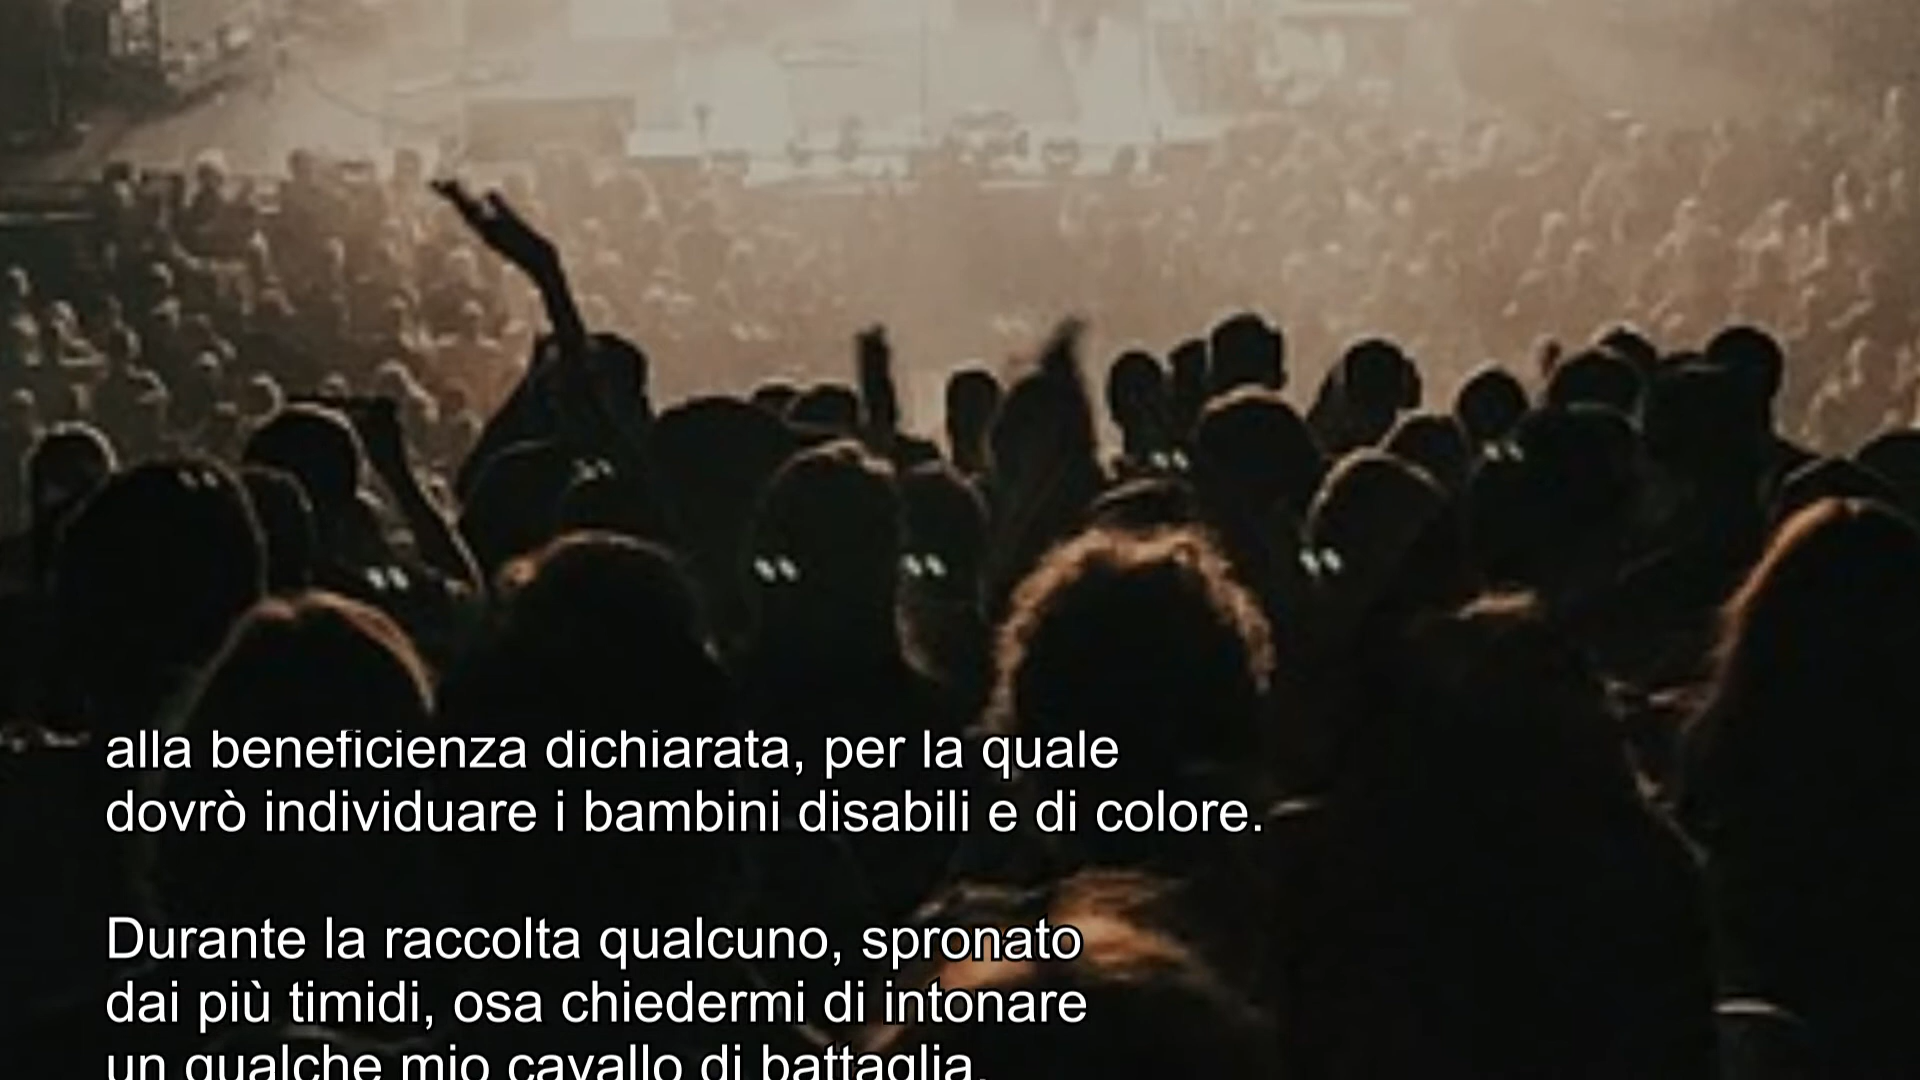 alla beneficienza dichiarata, per la quale
dovrò individuare i bambini disabili e di colore.
Durante la raccolta qualcuno, spronato
dai più timidi, osa chiedermi di intonare
un qualche mio cavallo di battaglia.